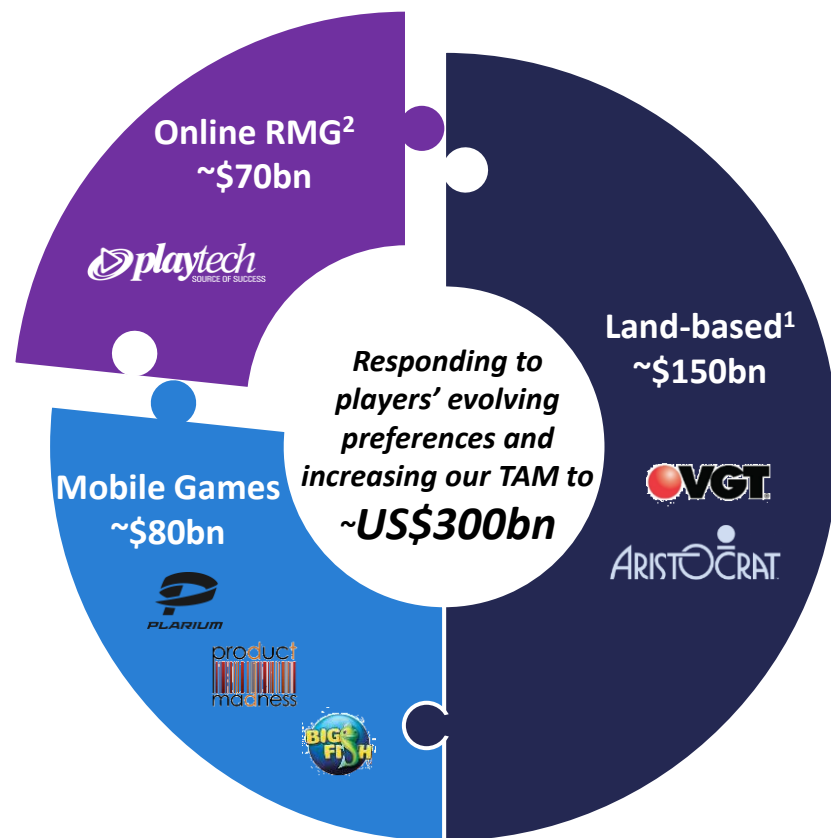 Online RMG²
~$70bn
playtech
SOURCE OF SUCCESS
Land-based¹
~$150bn
VGT
ARISTOCRAT
Responding to
players’ evolving
preferences and
increasing our TAM to
~US$300bn
Mobile Games
~$80bn
PLARIUM
product
madness
BIG
FISH